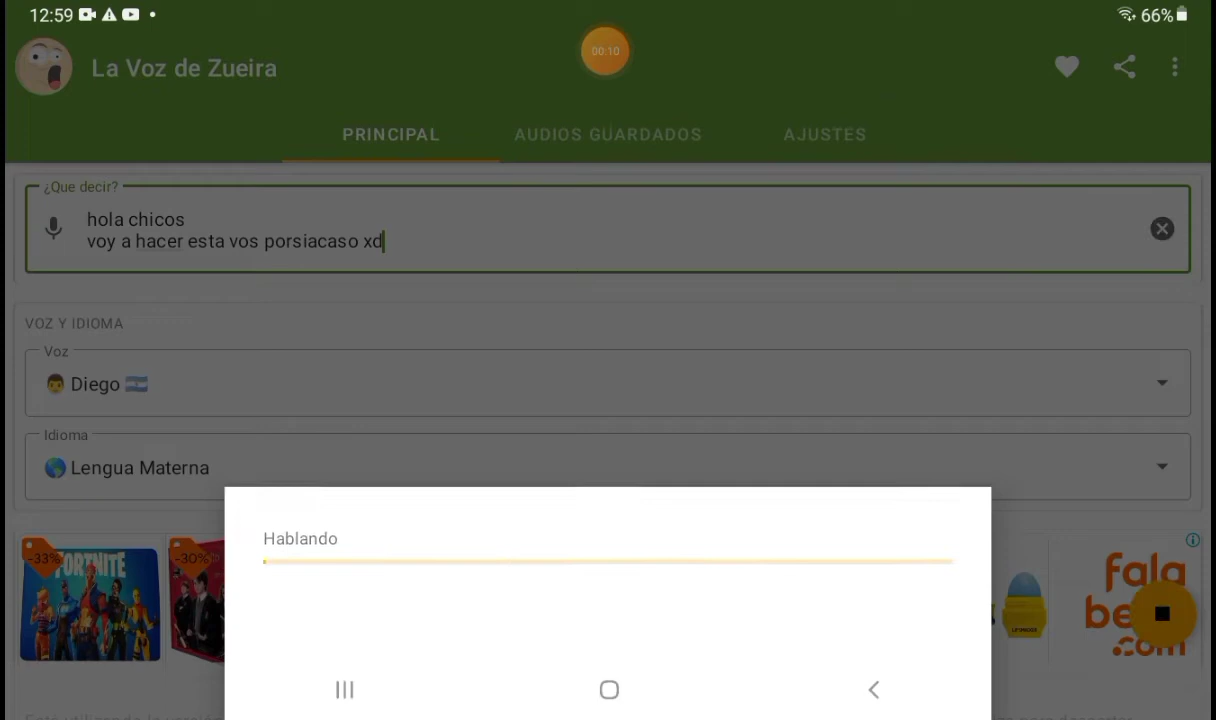 12:59
66%
00:10
La Voz de Zueira
PRINCIPAL
AUDIOS GUARDADOS
AJUSTES
¿Que decir?
hola chicos
voy a hacer esta vos porsiacaso xd
VOZ Y IDIOMA
Voz
Diego
Idioma
Lengua Materna
Hablando
-33%
FORTNITE
-30%
fala
be
.com